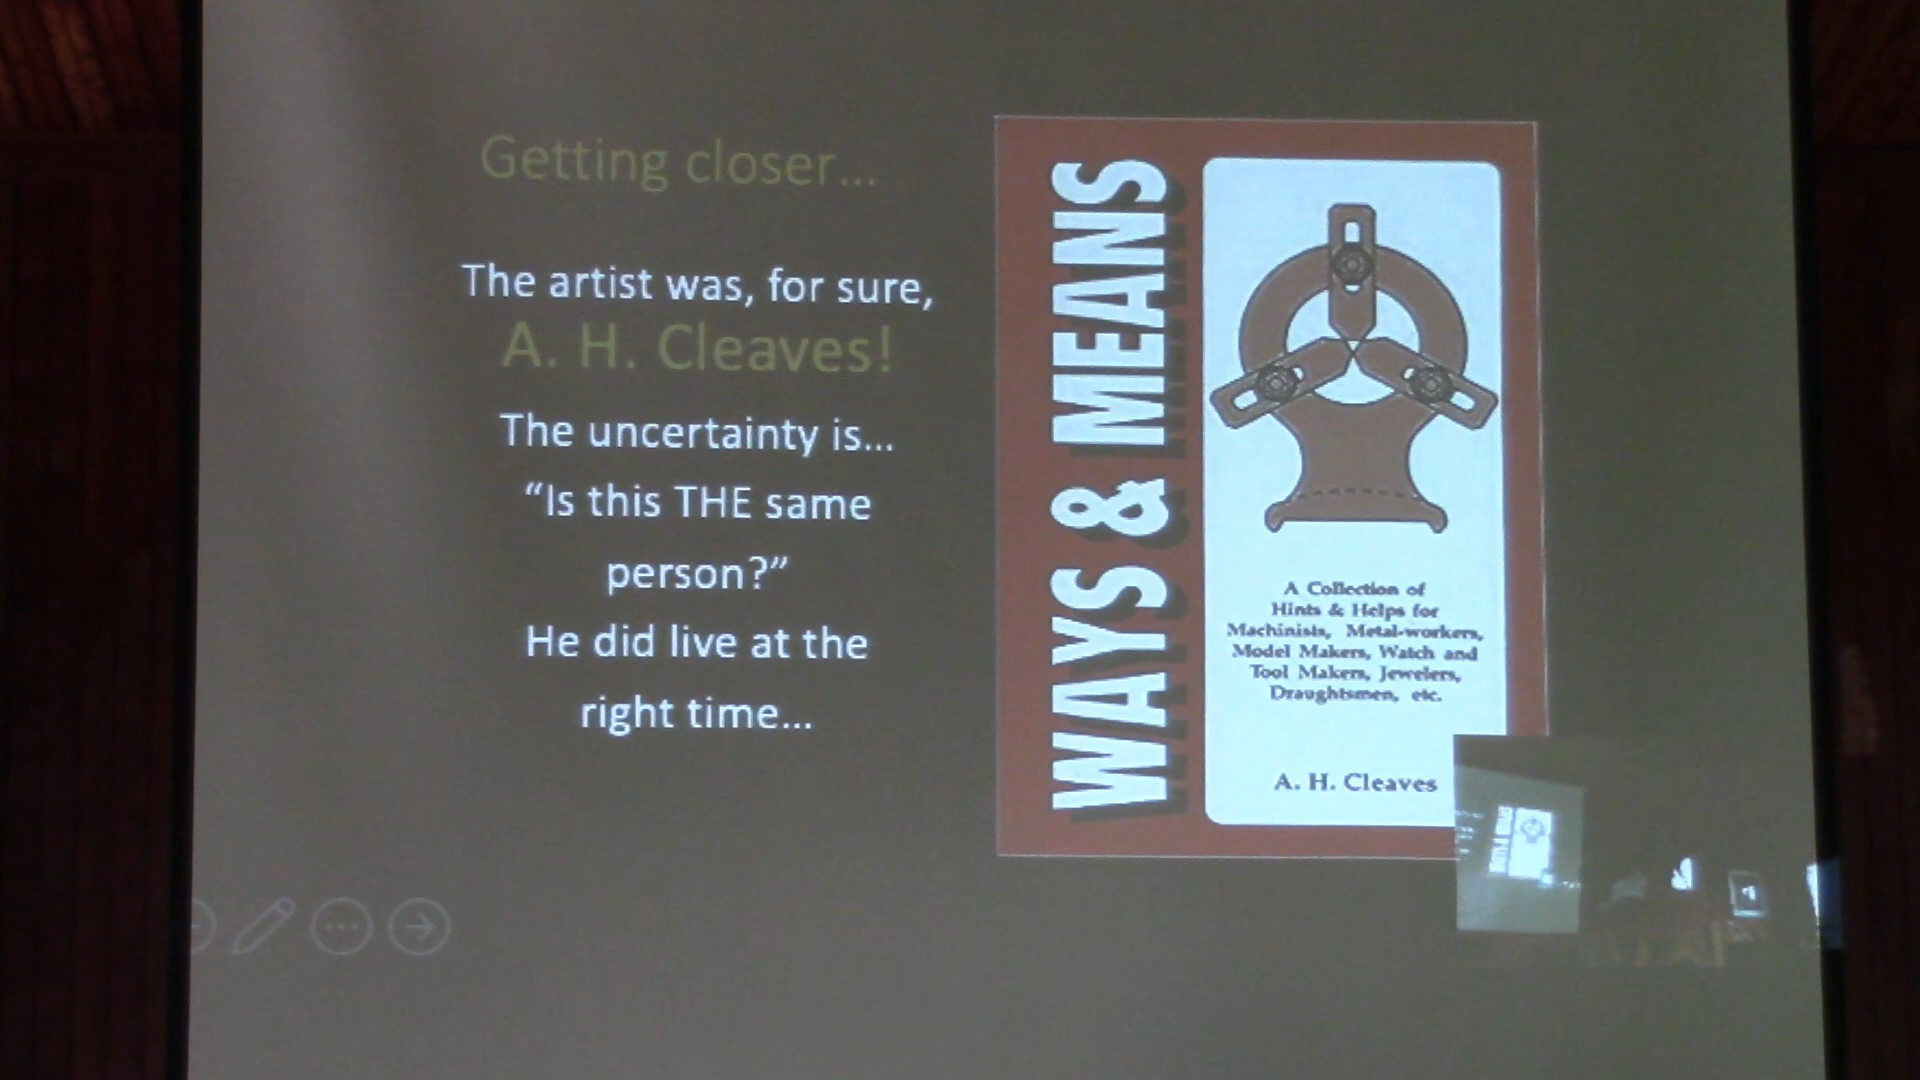 Getting closer...
The artist was, for sure,
A. H. Cleaves!
The uncertainty is...
“Is this THE same
person?”
He did live at the
right time...
WAYS & MEANS
A Collection of
Hints & Helps for
Machinists, Metal-workers,
Model Makers, Watch and
Tool Makers, Jewelers,
Draughtsmen, etc.
A. H. Cleaves